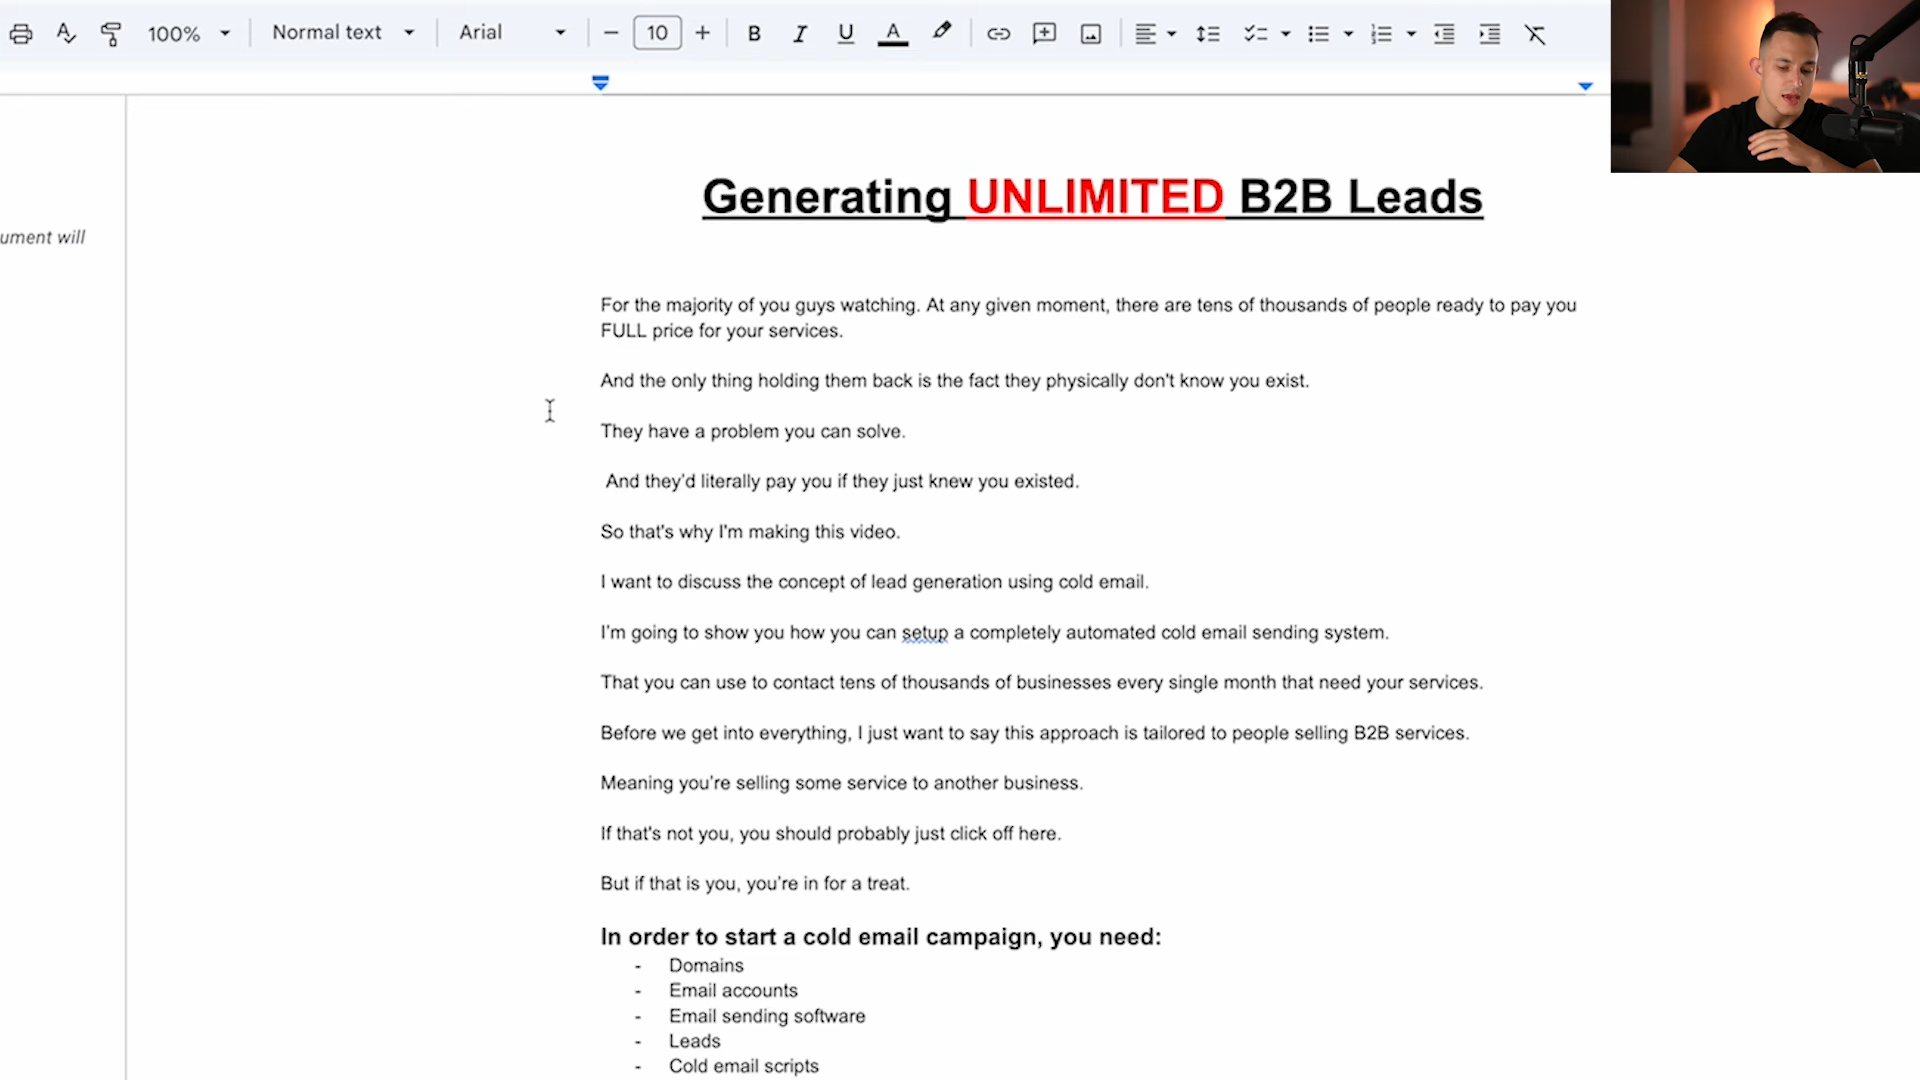 100%
Normal text
Arial
10
B I U A
ument will
Generating UNLIMITED B2B Leads
For the majority of you guys watching. At any given moment, there are tens of thousands of people ready to pay you
FULL price for your services.
And the only thing holding them back is the fact they physically don't know you exist.
They have a problem you can solve.
And they’d literally pay you if they just knew you existed.
So that's why I'm making this video.
I want to discuss the concept of lead generation using cold email.
I’m going to show you how you can setup a completely automated cold email sending system.
That you can use to contact tens of thousands of businesses every single month that need your services.
Before we get into everything, I just want to say this approach is tailored to people selling B2B services.
Meaning you’re selling some service to another business.
If that's not you, you should probably just click off here.
But if that is you, you’re in for a treat.
In order to start a cold email campaign, you need:
- Domains
- Email accounts
- Email sending software
- Leads
- Cold email scripts